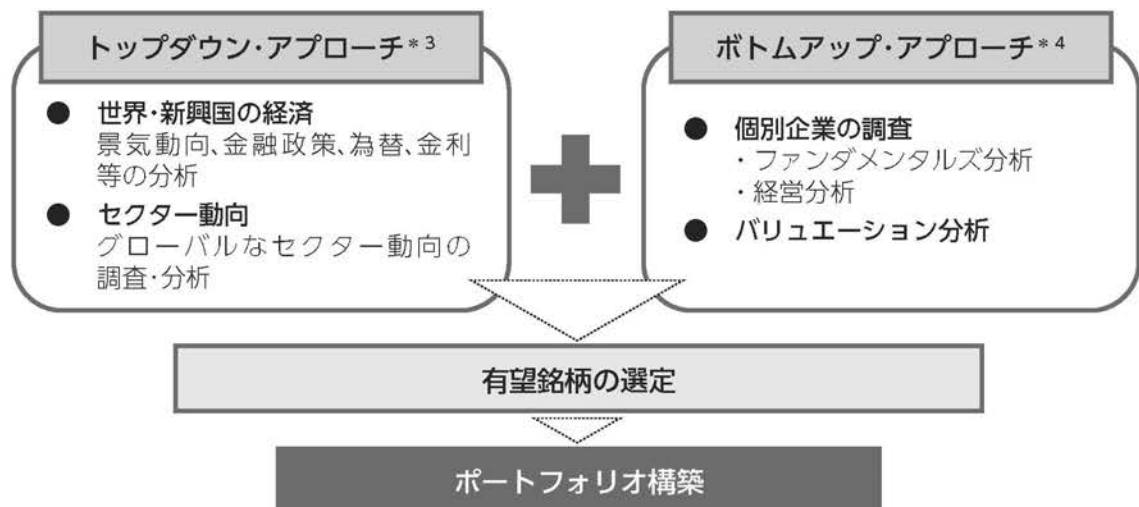 トップダウン・アプローチ*3
● 世界・新興国の経済
景気動向、金融政策、為替、金利
等の分析
● セクター動向
グローバルなセクター動向の
調査・分析
ボトムアップ・アプローチ*4
● 個別企業の調査
・ファンダメンタルズ分析
・経営分析
● バリュエーション分析
有望銘柄の選定
ポートフォリオ構築